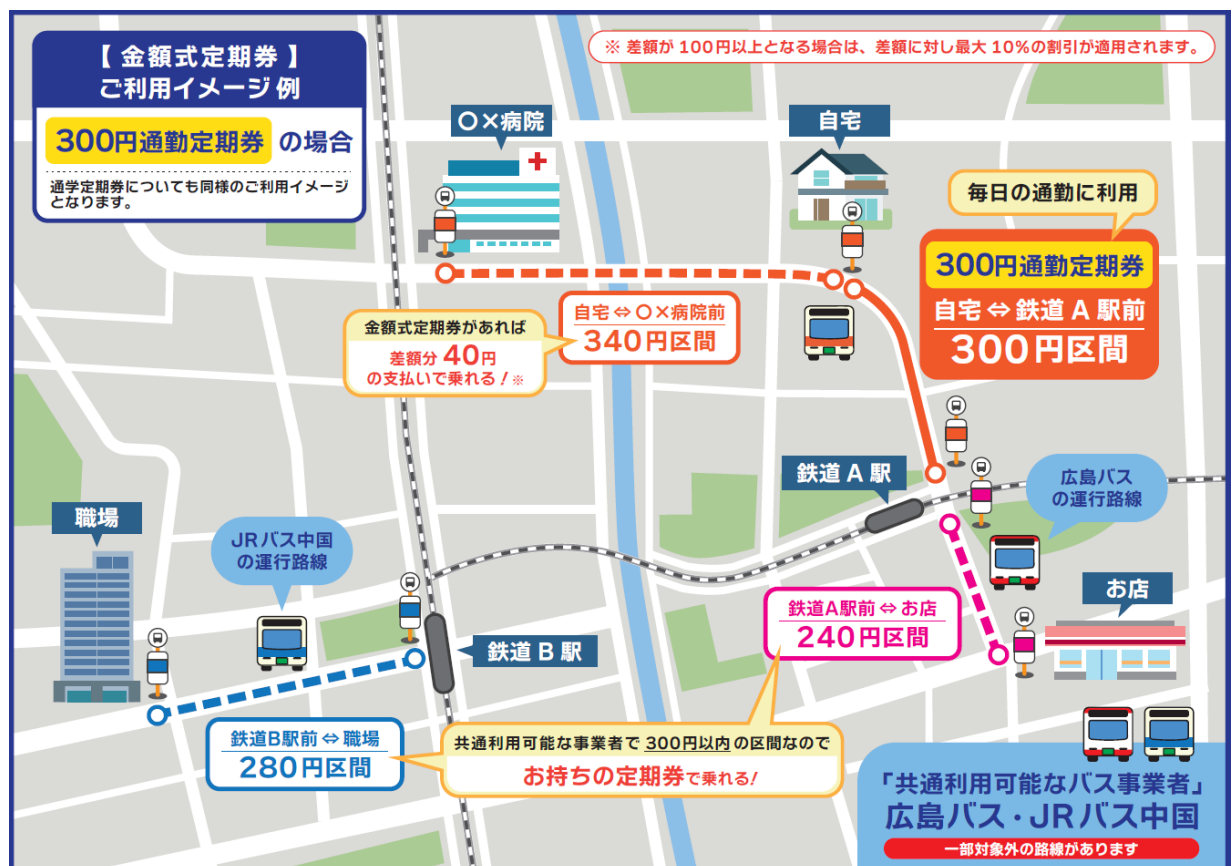 【 金額式定期券 】
ご利用イメージ 例
300円通勤定期券 の場合
通学定期券についても同様のご利用イメージ
となります。
※ 差額が 100円以上となる場合は、差額に対し最大 10%の割引が適用されます。
〇×病院
自宅
毎日の通勤に利用
300円通勤定期券
自宅 ⇔ 鉄道 A 駅前
300円区間
自宅 ⇔ 〇×病院前
340円区間
金額式定期券があれば
差額分 40円
の支払いで乗れる！※
鉄道 A 駅
広島バス
の運行路線
職場
JRバス中国
の運行路線
鉄道 B 駅
鉄道A駅前 ⇔ お店
240円区間
お店
鉄道B駅前 ⇔ 職場
280円区間
共通利用可能な事業者で 300円以内 の区間なので
お持ちの定期券で乗れる！
「共通利用可能なバス事業者」
広島バス・JRバス中国
一部対象外の路線があります